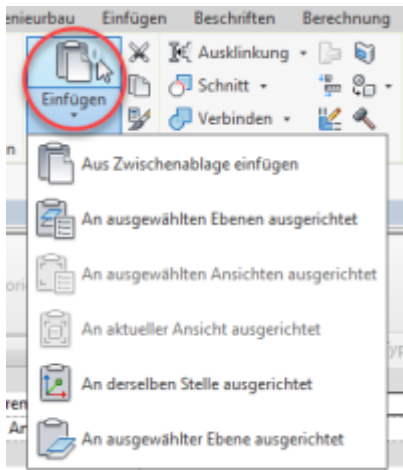 enieurbau Einfügen Beschriften Berechnung
Ausklinkung
Einfügen
Schnitt
Verbinden
n
Aus Zwischenablage einfügen
An ausgewählten Ebenen ausgerichtet
An ausgewählten Ansichten ausgerichtet
An aktueller Ansicht ausgerichtet
An derselben Stelle ausgerichtet
An ausgewählter Ebene ausgerichtet